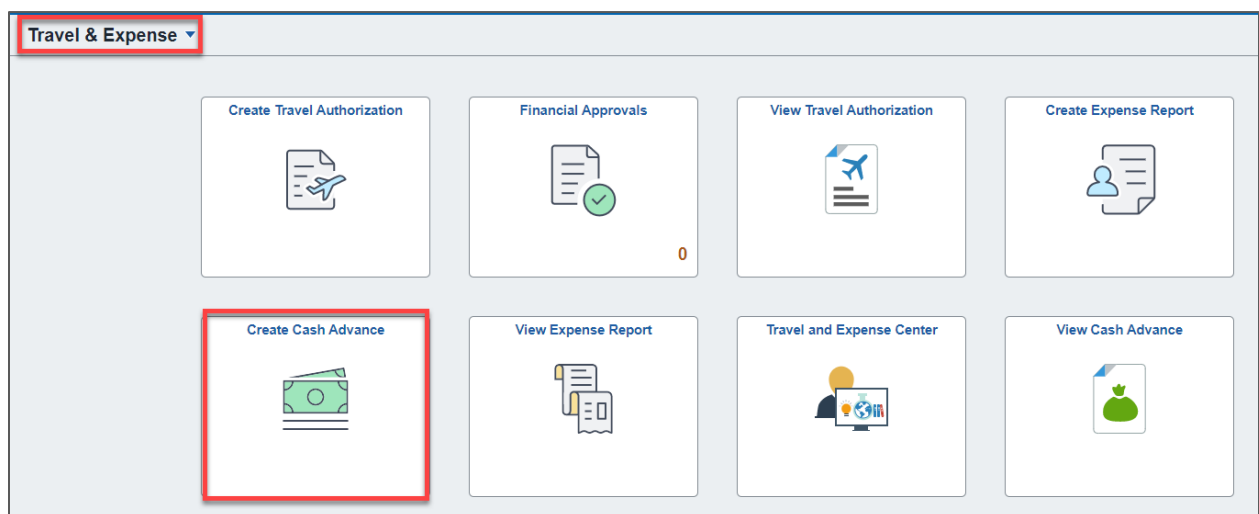 Travel & Expense
Create Travel Authorization
Financial Approvals
View Travel Authorization
Create Expense Report
0
Create Cash Advance
View Expense Report
Travel and Expense Center
View Cash Advance